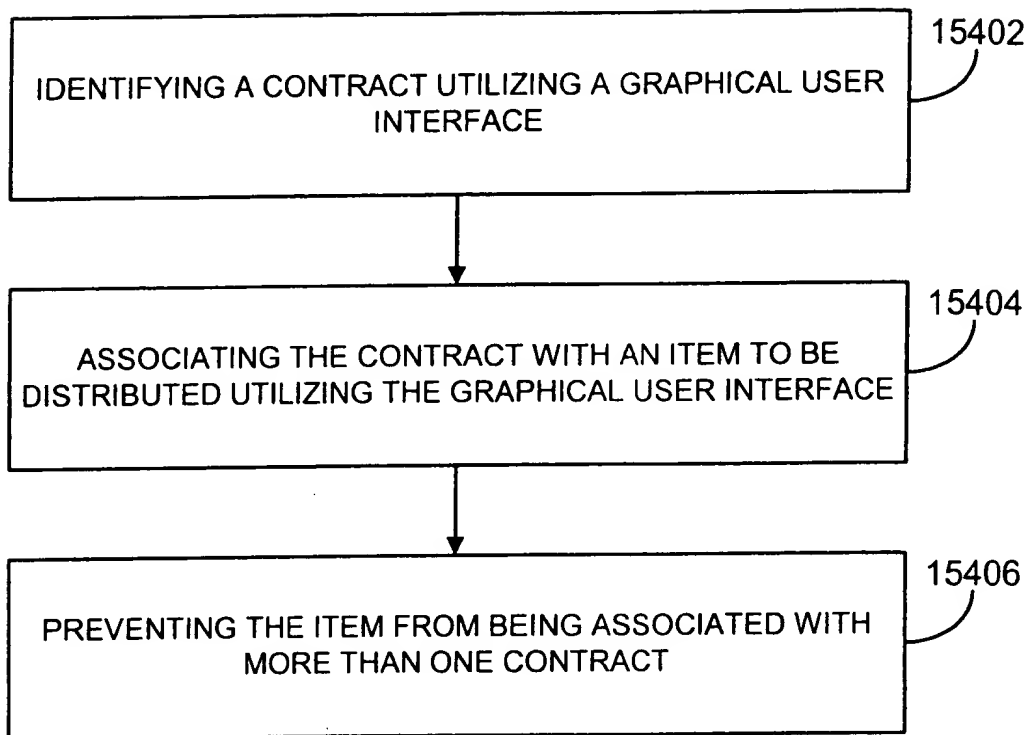 15402
IDENTIFYING A CONTRACT UTILIZING A GRAPHICAL USER
INTERFACE
15404
ASSOCIATING THE CONTRACT WITH AN ITEM TO BE
DISTRIBUTED UTILIZING THE GRAPHICAL USER INTERFACE
15406
PREVENTING THE ITEM FROM BEING ASSOCIATED WITH
MORE THAN ONE CONTRACT